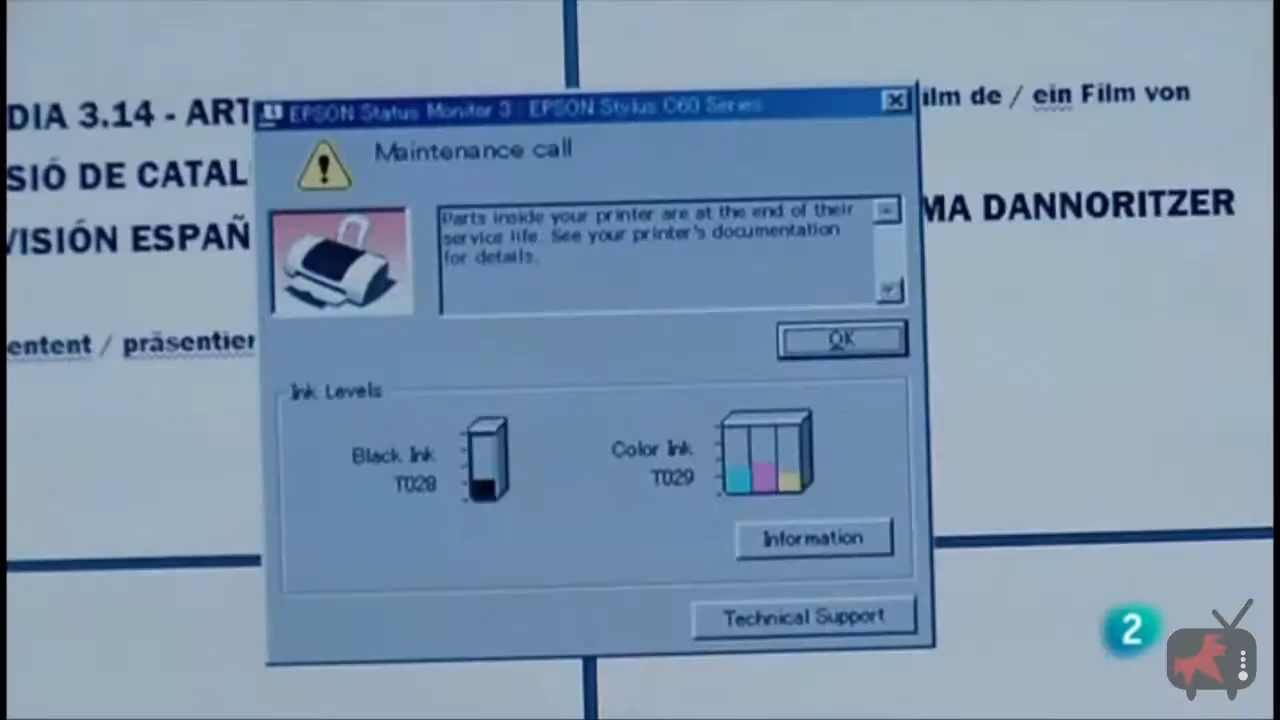 DIA 3.14 - ART
SIÓ DE CATAL
VISIÓN ESPAÑ
entent / präsentier
ilm de / ein Film von
MA DANNORITZER
EPSON Status Monitor 3 : EPSON Stylus C60 Series
Maintenance call
Parts inside your printer are at the end of their
service life. See your printer's documentation
for details.
OK
Ink Levels
Black Ink
T028
Color Ink
T029
Information
Technical Support
2